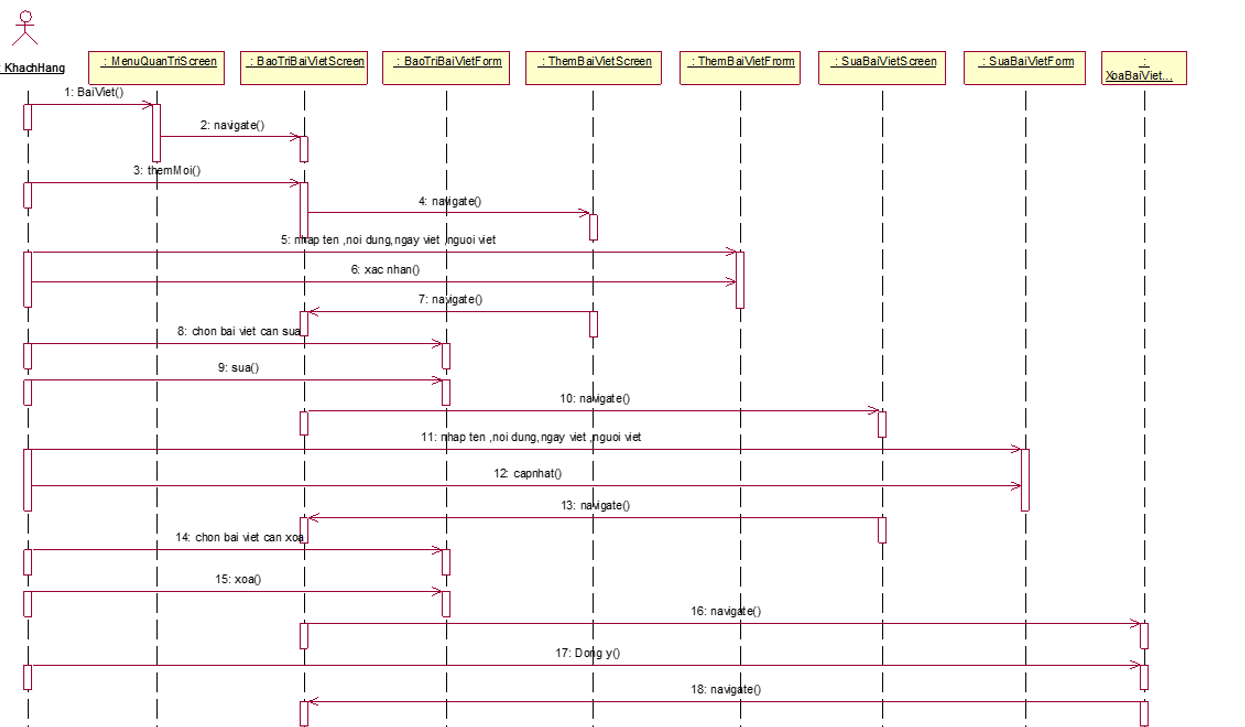 : KhachHang
: MenuQuanTriScreen
: BaoTriBaiVietScreen
: BaoTriBaiVietForm
: ThemBaiVietScreen
: ThemBaiVietFrorm
: SuaBaiVietScreen
: SuaBaiVietForm
:
XoaBaiViet...
1: BaiViet()
2: navigate()
3: themMoi()
4: navigate()
5: nhap ten ,noi dung,ngay viet ,nguoi viet
6: xac nhan()
7: navigate()
8: chon bai viet can sua
9: sua()
10: navigate()
11: nhap ten ,noi dung,ngay viet ,nguoi viet
12: capnhat()
13: navigate()
14: chon bai viet can xoa
15: xoa()
16: navigate()
17: Dong y()
18: navigate()